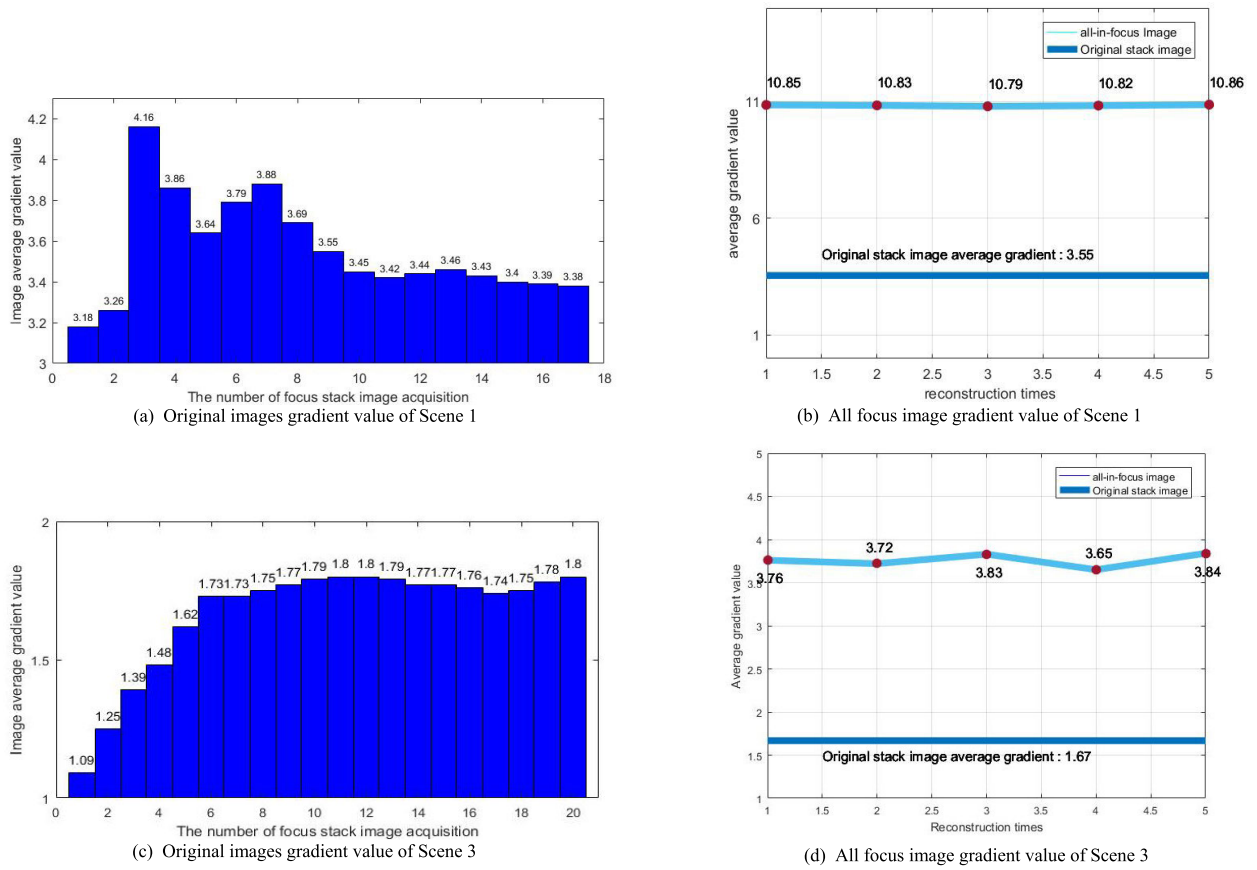 4.2
4
3.8
3.6
3.4
3.2
3
Image average gradient value
3.18
3.26
4.16
3.86
3.64
3.79
3.88
3.69
3.55
3.45
3.42
3.44
3.46
3.43
3.4
3.39
3.38
0 2 4 6 8 10 12 14 16 18
The number of focus stack image acquisition
(a) Original images gradient value of Scene 1
all-in-focus Image
Original stack image
10.85 10.83 10.79 10.82 10.86
11
6
1
average gradient value
Original stack image average gradient : 3.55
1 1.5 2 2.5 3 3.5 4 4.5 5
reconstruction times
(b) All focus image gradient value of Scene 1
2
1.5
1
Image average gradient value
1.09
1.25
1.39
1.48
1.62
1.73
1.73
1.75
1.77
1.79
1.8
1.8
1.79
1.77
1.77
1.76
1.74
1.75
1.78
1.8
0 2 4 6 8 10 12 14 16 18 20
The number of focus stack image acquisition
(c) Original images gradient value of Scene 3
all-in-focus image
Original stack image
5
4.5
4
3.5
3
2.5
2
1.5
1
Average gradient value
3.76 3.72 3.83 3.65 3.84
Original stack image average gradient : 1.67
1 1.5 2 2.5 3 3.5 4 4.5 5
Reconstruction times
(d) All focus image gradient value of Scene 3